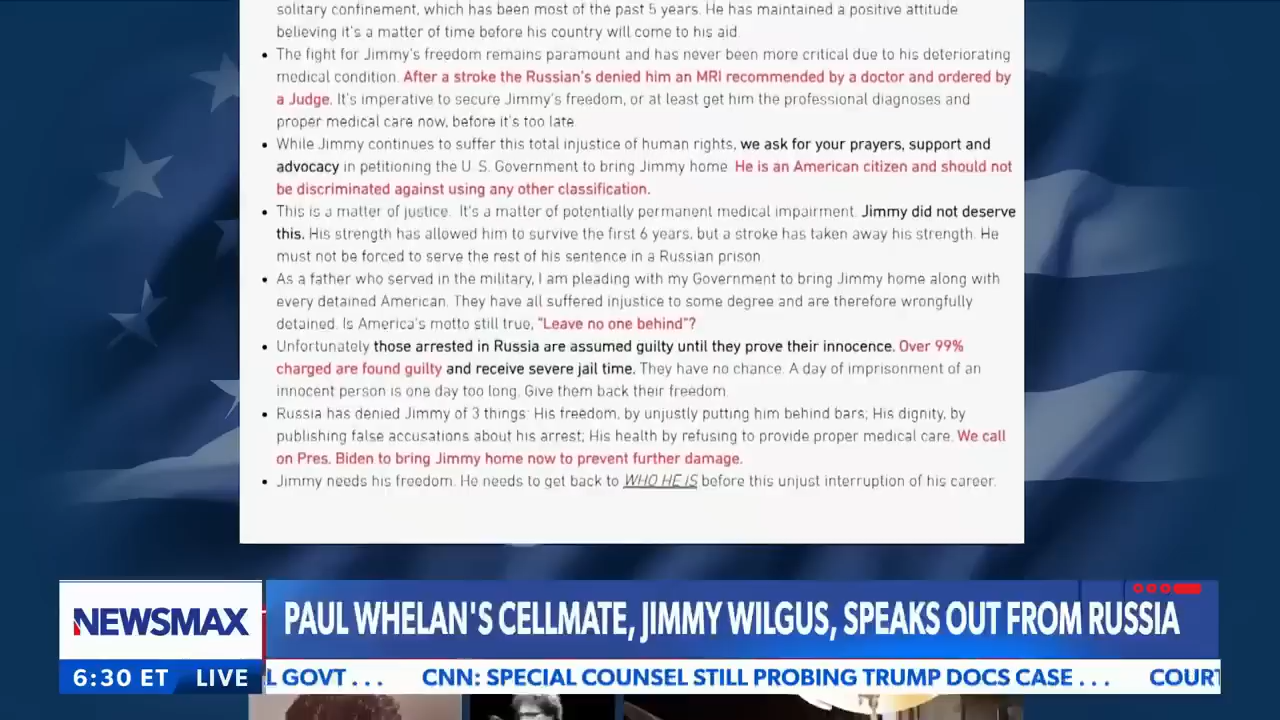 solitary confinement, which has been most of the past 5 years. He has maintained a positive attitude
believing it's a matter of time before his country will come to his aid.
• The fight for Jimmy's freedom remains paramount and has never been more critical due to his deteriorating
medical condition. After a stroke the Russian's denied him an MRI recommended by a doctor and ordered by
a Judge. It's imperative to secure Jimmy's freedom, or at least get him the professional diagnoses and
proper medical care now, before it's too late.
• While Jimmy continues to suffer this total injustice of human rights, we ask for your prayers, support and
advocacy in petitioning the U. S. Government to bring Jimmy home. He is an American citizen and should not
be discriminated against using any other classification.
• This is a matter of justice. It's a matter of potentially permanent medical impairment. Jimmy did not deserve
this. His strength has allowed him to survive the first 6 years, but a stroke has taken away his strength. He
must not be forced to serve the rest of his sentence in a Russian prison.
• As a father who served in the military, I am pleading with my Government to bring Jimmy home along with
every detained American. They have all suffered injustice to some degree and are therefore wrongfully
detained. Is America's motto still true, "Leave no one behind"?
• Unfortunately those arrested in Russia are assumed guilty until they prove their innocence. Over 99%
charged are found guilty and receive severe jail time. They have no chance. A day of imprisonment of an
innocent person is one day too long. Give them back their freedom.
• Russia has denied Jimmy of 3 things: His freedom, by unjustly putting him behind bars; His dignity, by
publishing false accusations about his arrest; His health by refusing to provide proper medical care. We call
on Pres. Biden to bring Jimmy home now to prevent further damage.
• Jimmy needs his freedom. He needs to get back to WHO HE IS before this unjust interruption of his career.
NEWSMAX
PAUL WHELAN'S CELLMATE, JIMMY WILGUS, SPEAKS OUT FROM RUSSIA
6:30 ET LIVE
L GOVT... CNN: SPECIAL COUNSEL STILL PROBING TRUMP DOCS CASE... COURT